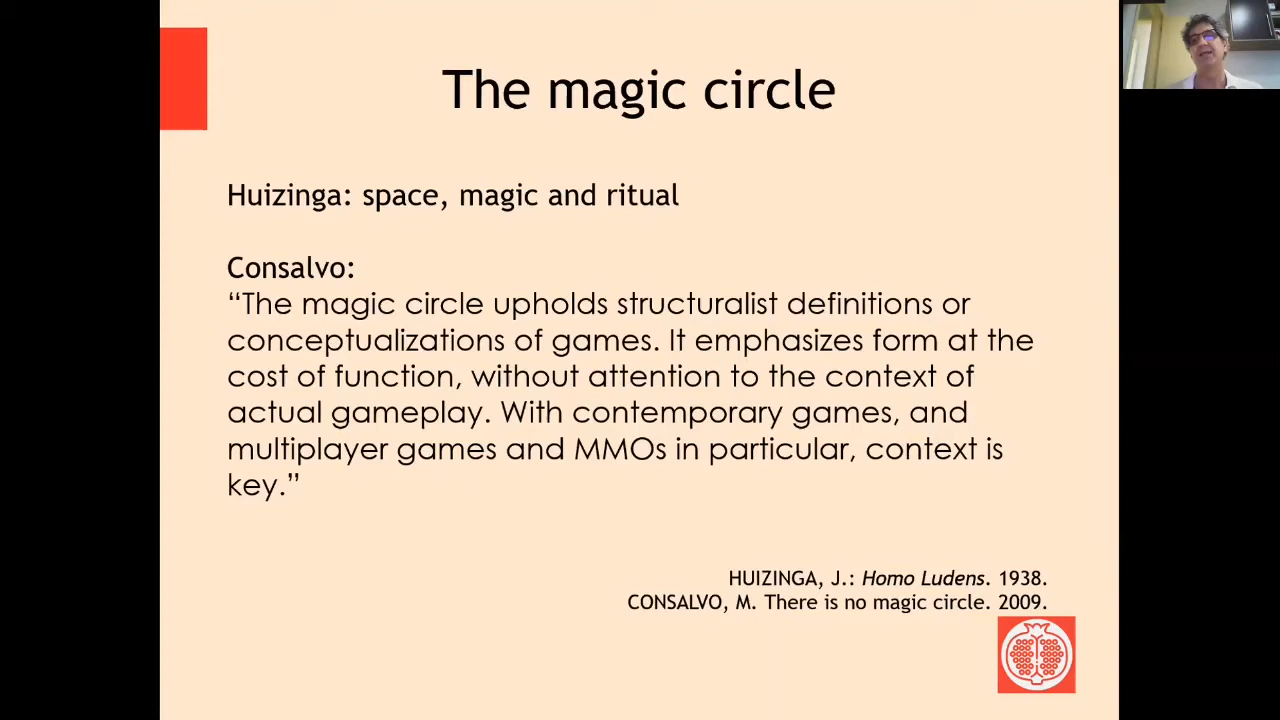 The magic circle
Huizinga: space, magic and ritual
Consalvo:
“The magic circle upholds structuralist definitions or
conceptualizations of games. It emphasizes form at the
cost of function, without attention to the context of
actual gameplay. With contemporary games, and
multiplayer games and MMOs in particular, context is
key.”
HUIZINGA, J.: Homo Ludens. 1938.
CONSALVO, M. There is no magic circle. 2009.